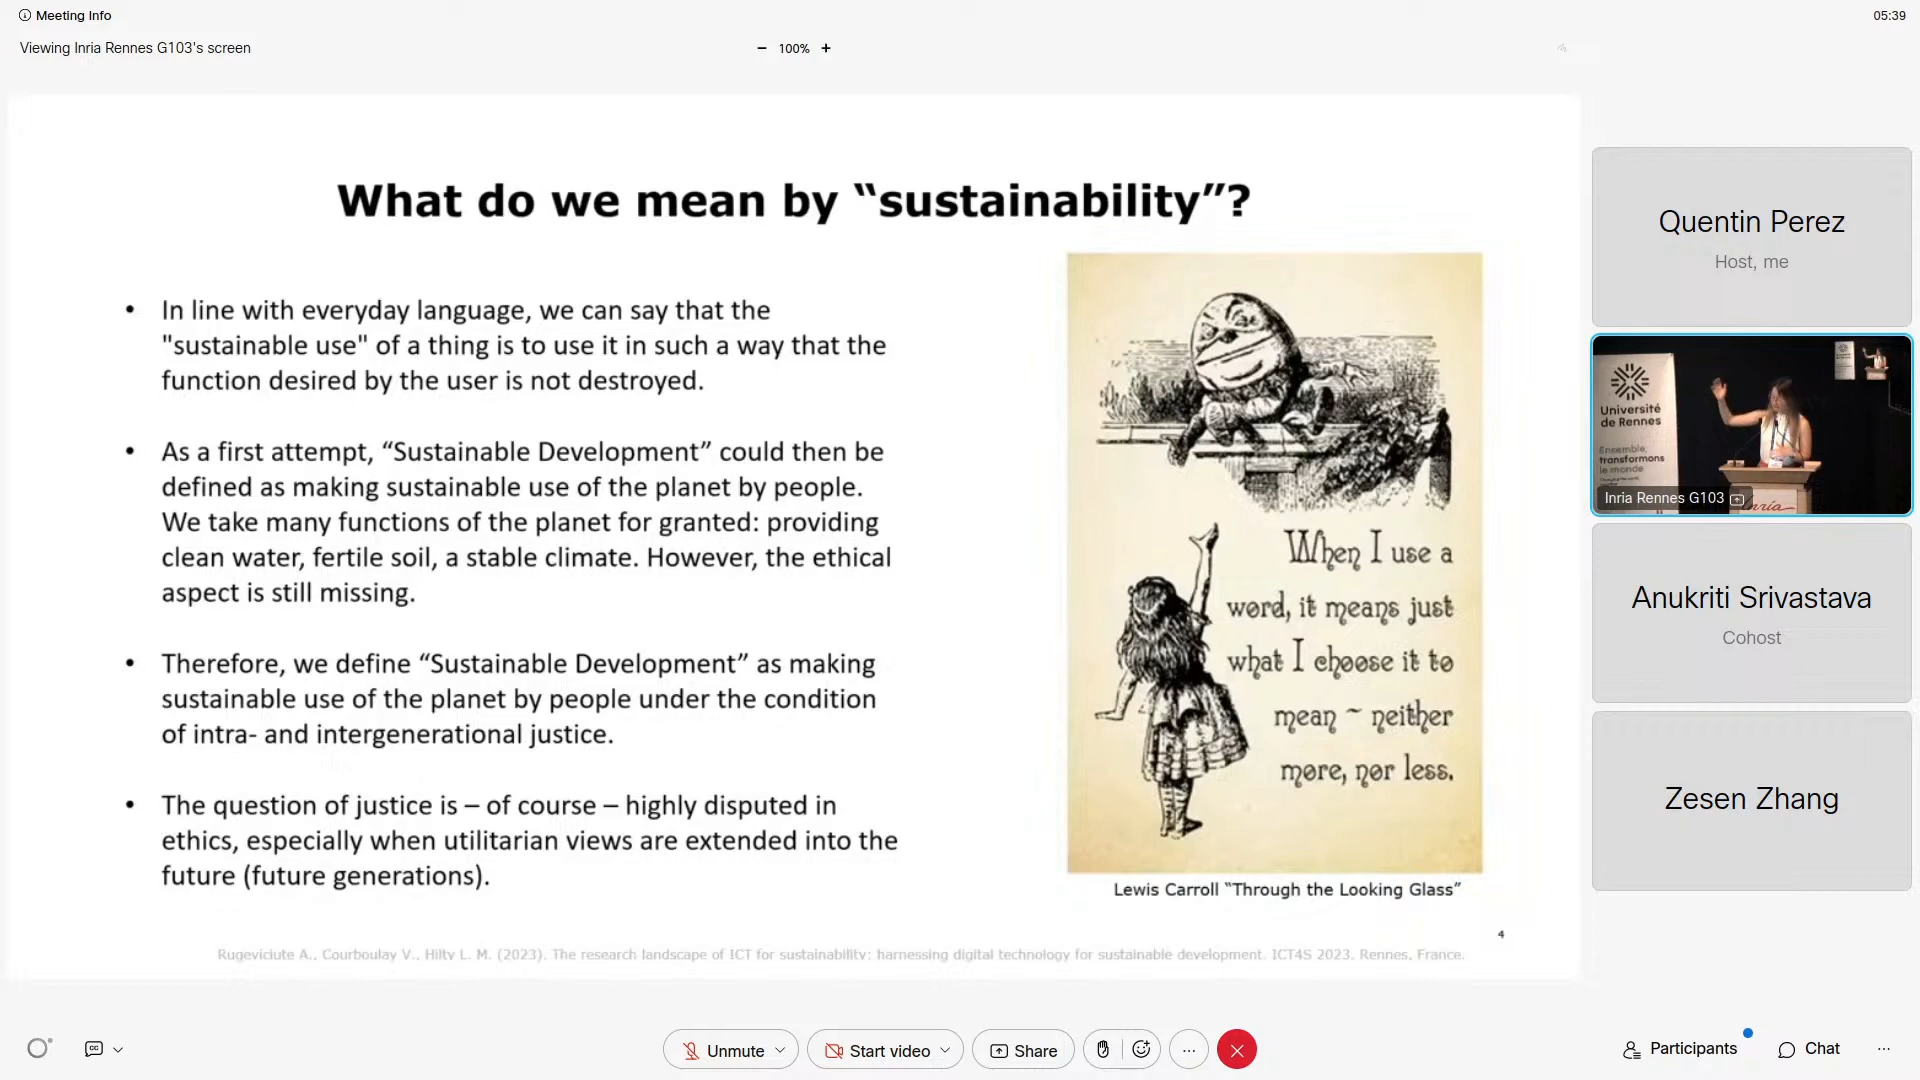 Meeting Info
05:39
Viewing Inria Rennes G103's screen
100%
What do we mean by “sustainability”?
• In line with everyday language, we can say that the
"sustainable use" of a thing is to use it in such a way that the
function desired by the user is not destroyed.
• As a first attempt, “Sustainable Development” could then be
defined as making sustainable use of the planet by people.
We take many functions of the planet for granted: providing
clean water, fertile soil, a stable climate. However, the ethical
aspect is still missing.
• Therefore, we define “Sustainable Development” as making
sustainable use of the planet by people under the condition
of intra- and intergenerational justice.
• The question of justice is – of course – highly disputed in
ethics, especially when utilitarian views are extended into the
future (future generations).
When I use a
word, it means just
what I choose it to
mean ~ neither
more, nor less.
Lewis Carroll “Through the Looking Glass”
4
Rugeviciute A., Courboulay V., Hilty L. M. (2023). The research landscape of ICT for sustainability: harnessing digital technology for sustainable development. ICT4S 2023. Rennes, France.
Quentin Perez
Host, me
Université
de Rennes
Ensemble,
transformons
le monde
Inria Rennes G103
Inria
Anukriti Srivastava
Cohost
Zesen Zhang
CC
Unmute
Start video
Share
Participants
Chat